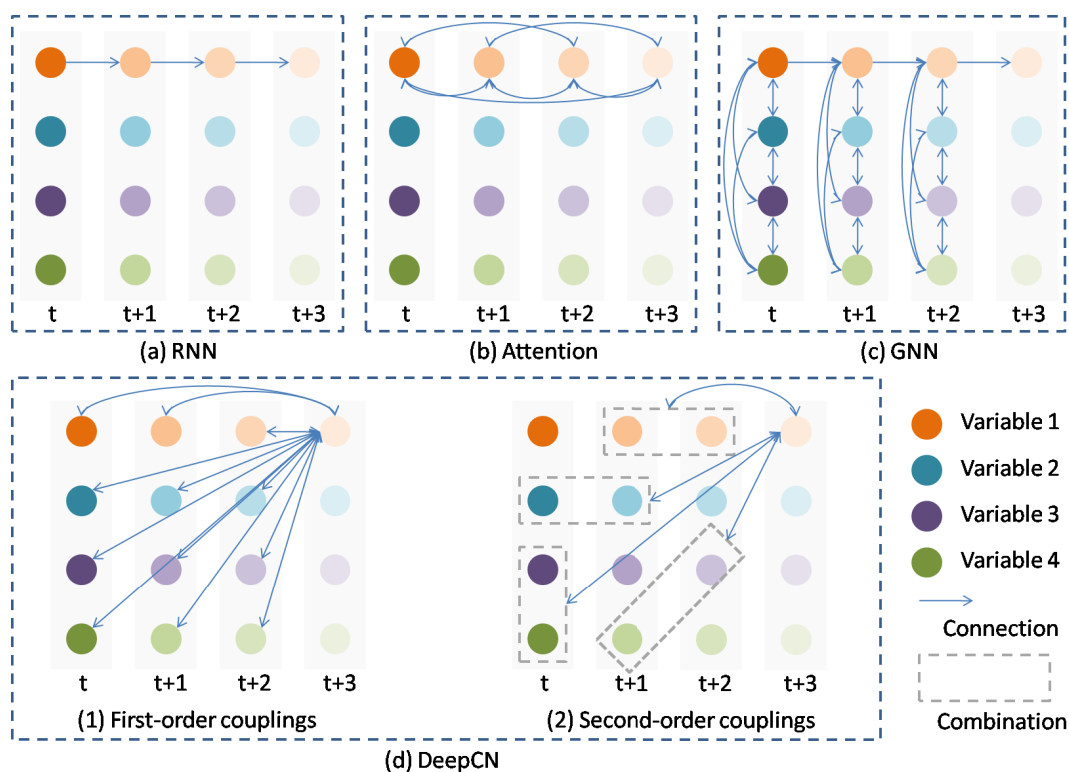 t t+1 t+2 t+3
(a) RNN
t t+1 t+2 t+3
(b) Attention
t t+1 t+2 t+3
(c) GNN
t t+1 t+2 t+3
(1) First-order couplings
t t+1 t+2 t+3
(2) Second-order couplings
(d) DeepCN
Variable 1
Variable 2
Variable 3
Variable 4
Connection
Combination